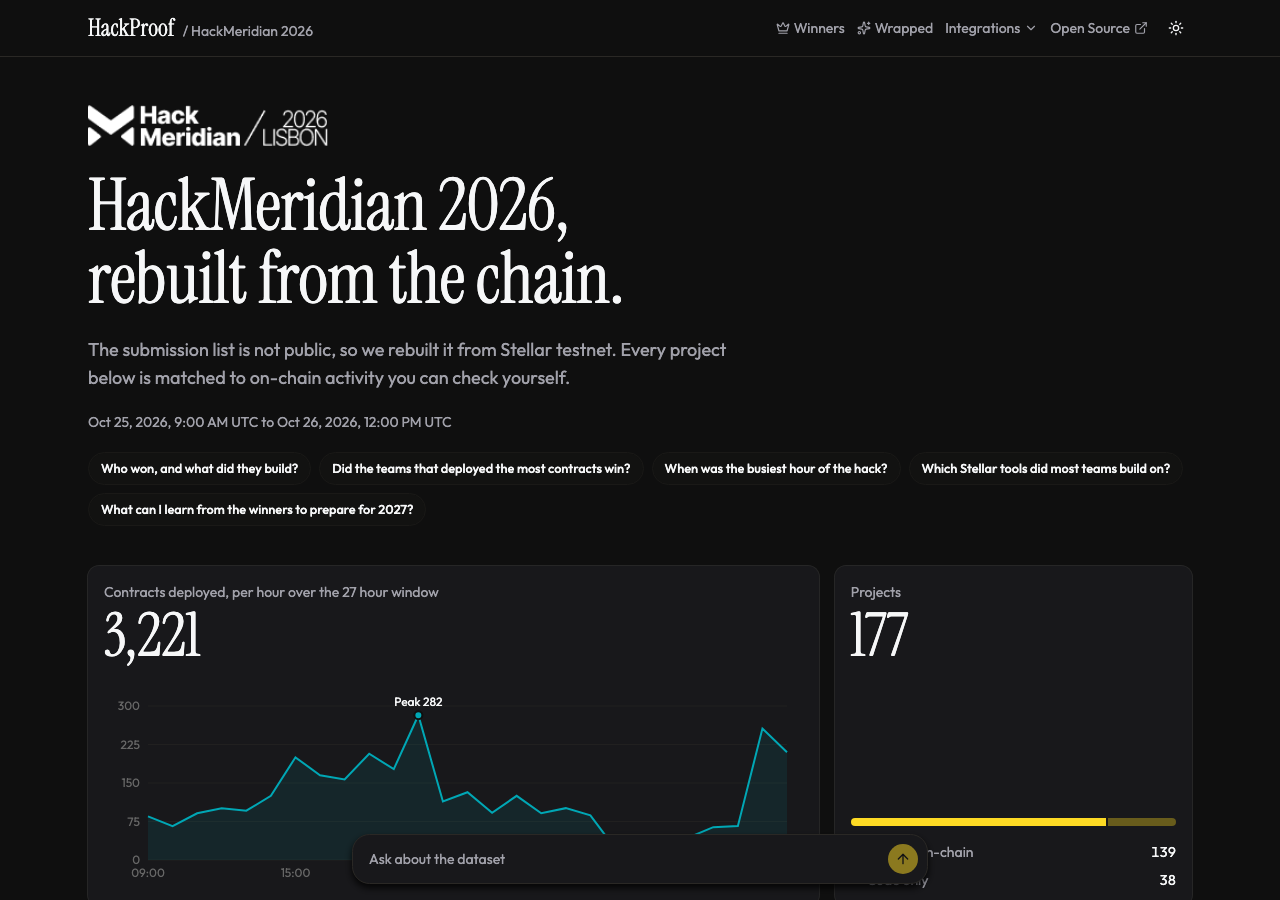 HackProof / HackMeridian 2026
Winners Wrapped Integrations Open Source
Hack Meridian / 2026 LISBON
HackMeridian 2026,
rebuilt from the chain.
The submission list is not public, so we rebuilt it from Stellar testnet. Every project
below is matched to on-chain activity you can check yourself.
Oct 25, 2026, 9:00 AM UTC to Oct 26, 2026, 12:00 PM UTC
Who won, and what did they build?
Did the teams that deployed the most contracts win?
When was the busiest hour of the hack?
Which Stellar tools did most teams build on?
What can I learn from the winners to prepare for 2027?
Contracts deployed, per hour over the 27 hour window
3,221
Peak 282
300
225
150
75
0
09:00
15:00
Projects
177
n-chain 139
38
Ask about the dataset